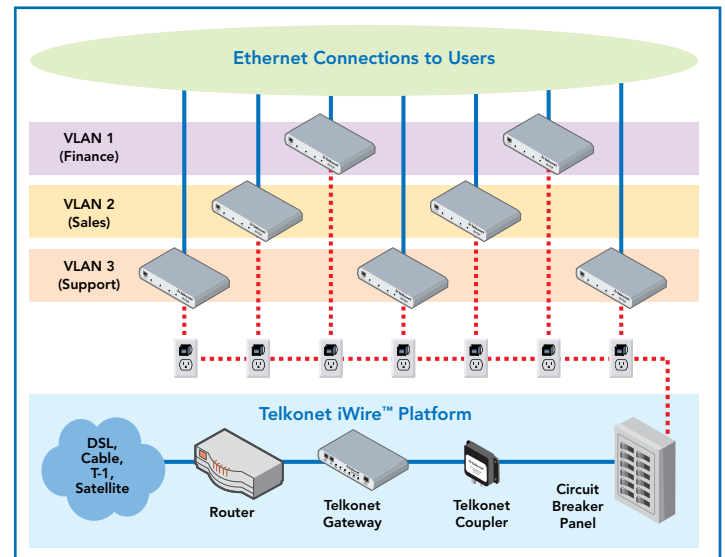 Ethernet Connections to Users
VLAN 1
(Finance)
VLAN 2
(Sales)
VLAN 3
(Support)
Telkonet iWire™ Platform
DSL,
Cable,
T-1,
Satellite
Router
Telkonet
Gateway
Telkonet
Coupler
Circuit
Breaker
Panel